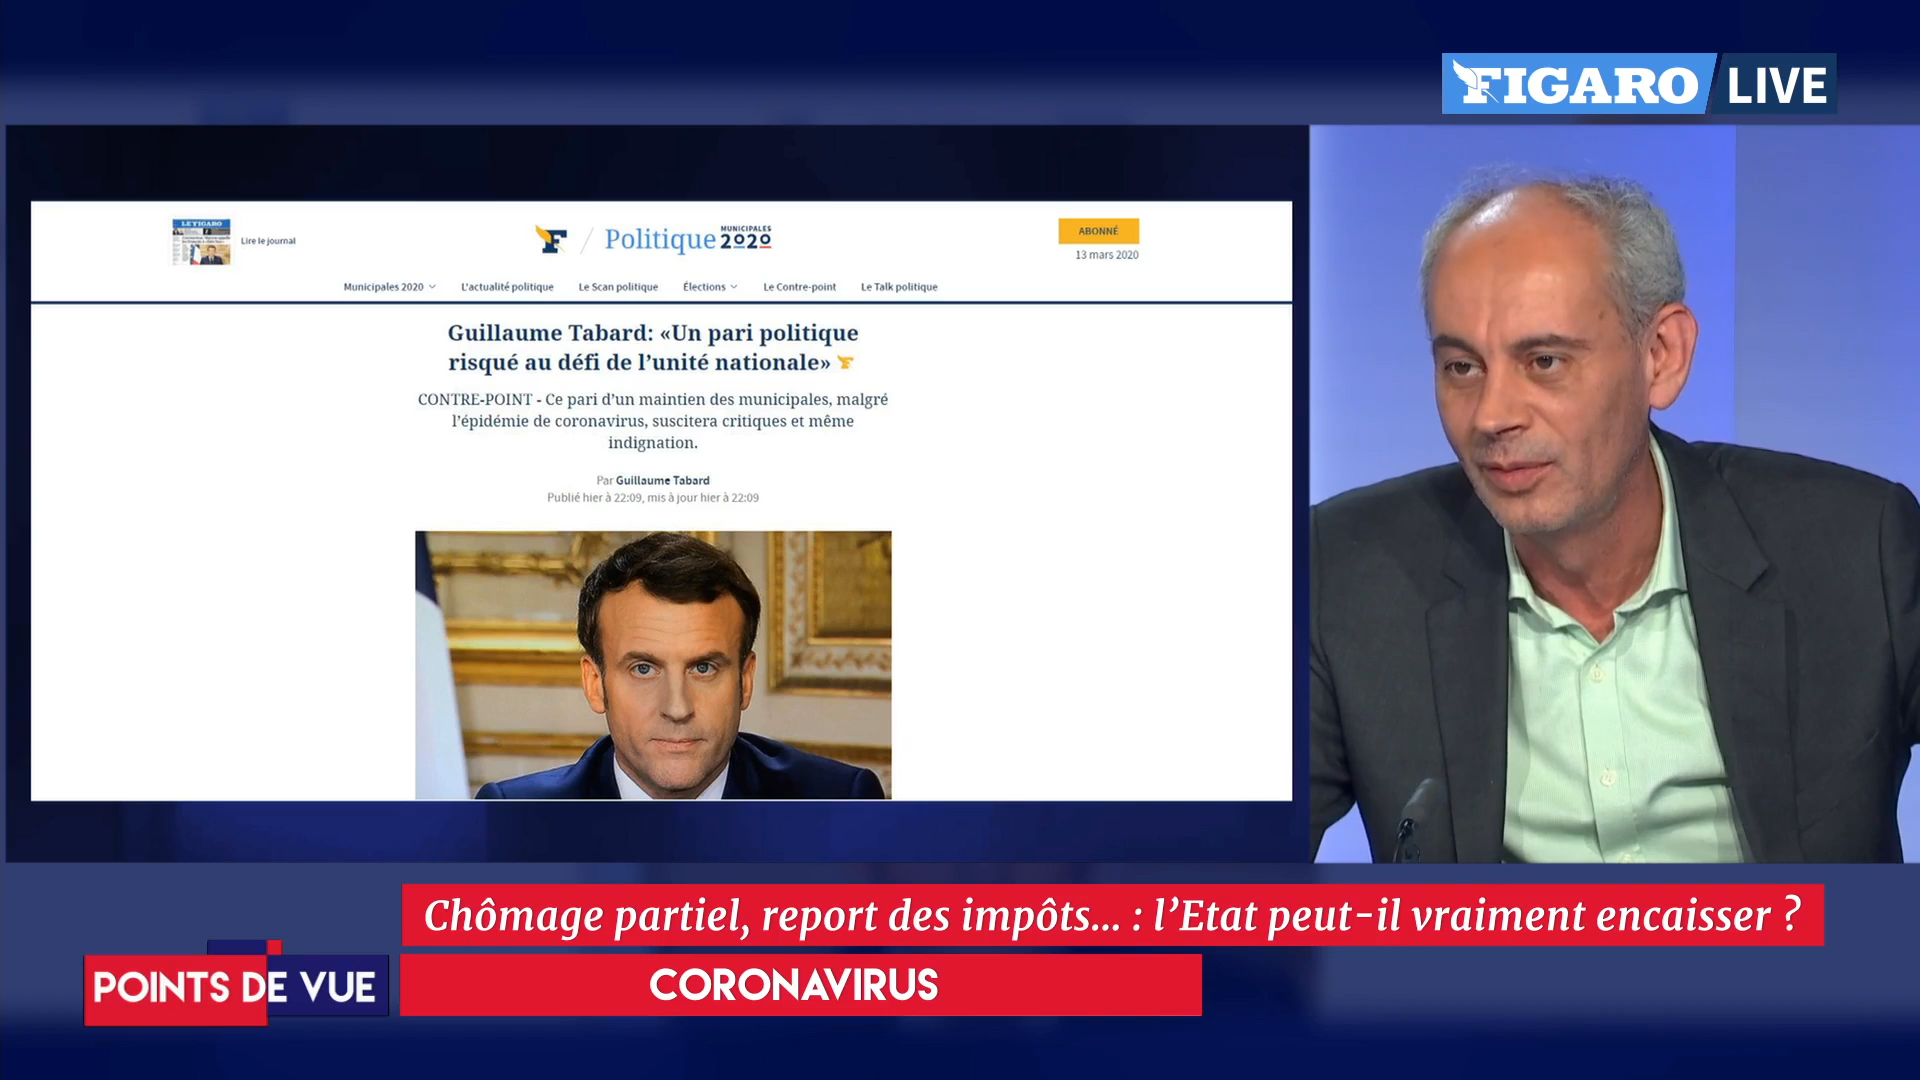 FIGARO LIVE
LE FIGARO
Lire le journal
F / Politique MUNICIPALES 2020
ABONNÉ
13 mars 2020
Municipales 2020 L'actualité politique Le Scan politique Élections Le Contre-point Le Talk politique
Guillaume Tabard: «Un pari politique
risqué au défi de l’unité nationale»
CONTRE-POINT - Ce pari d’un maintien des municipales, malgré
l’épidémie de coronavirus, suscitera critiques et même
indignation.
Par Guillaume Tabard
Publié hier à 22:09, mis à jour hier à 22:09
Chômage partiel, report des impôts... : l’Etat peut-il vraiment encaisser ?
POINTS DE VUE
CORONAVIRUS